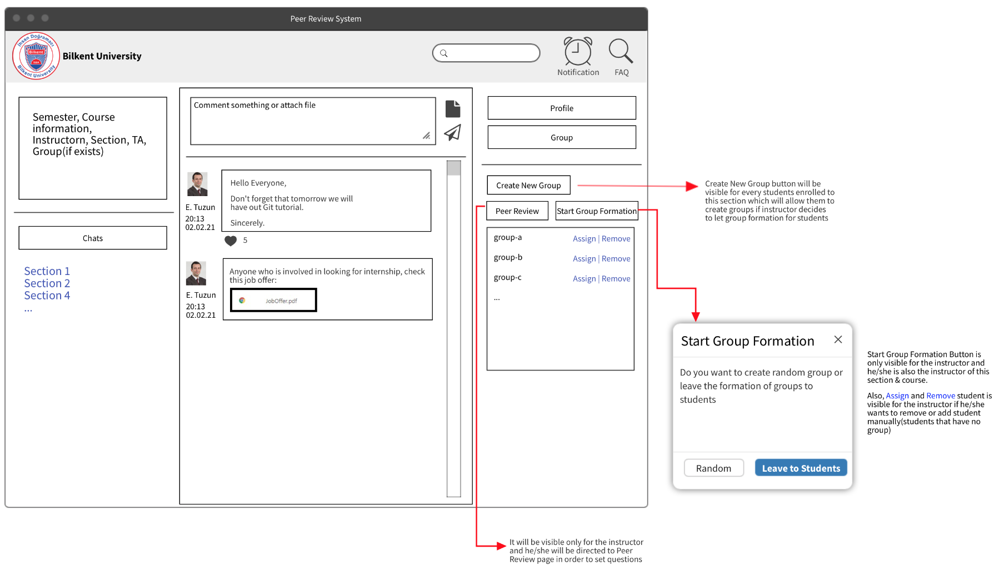 Peer Review System
İhsan Doğramacı
Bilkent
1984
Bilkent University
Bilkent University
Notification
FAQ
Semester, Course
information,
Instructorn, Section, TA,
Group(if exists)
Chats
Section 1
Section 2
Section 4
...
Comment something or attach file
E. Tuzun
20:13
02.02.21
Hello Everyone,
Don't forget that tomorrow we will
have out Git tutorial.
Sincerely.
5
E. Tuzun
20:13
02.02.21
Anyone who is involved in looking for internship, check
this job offer:
JobOffer.pdf
Profile
Group
Create New Group
Peer Review
Start Group Formation
group-a Assign | Remove
group-b Assign | Remove
group-c Assign | Remove
...
Create New Group button will be
visible for every students enrolled to
this section which will allow them to
create groups if instructor decides
to let group formation for students
Start Group Formation
Do you want to create random group or
leave the formation of groups to
students
Random
Leave to Students
Start Group Formation Button is
only visible for the instructor and
he/she is also the instructor of this
section & course.
Also, Assign and Remove student is
visible for the instructor if he/she
wants to remove or add student
manually(students that have no
group)
It will be visible only for the instructor
and he/she will be directed to Peer
Review page in order to set questions